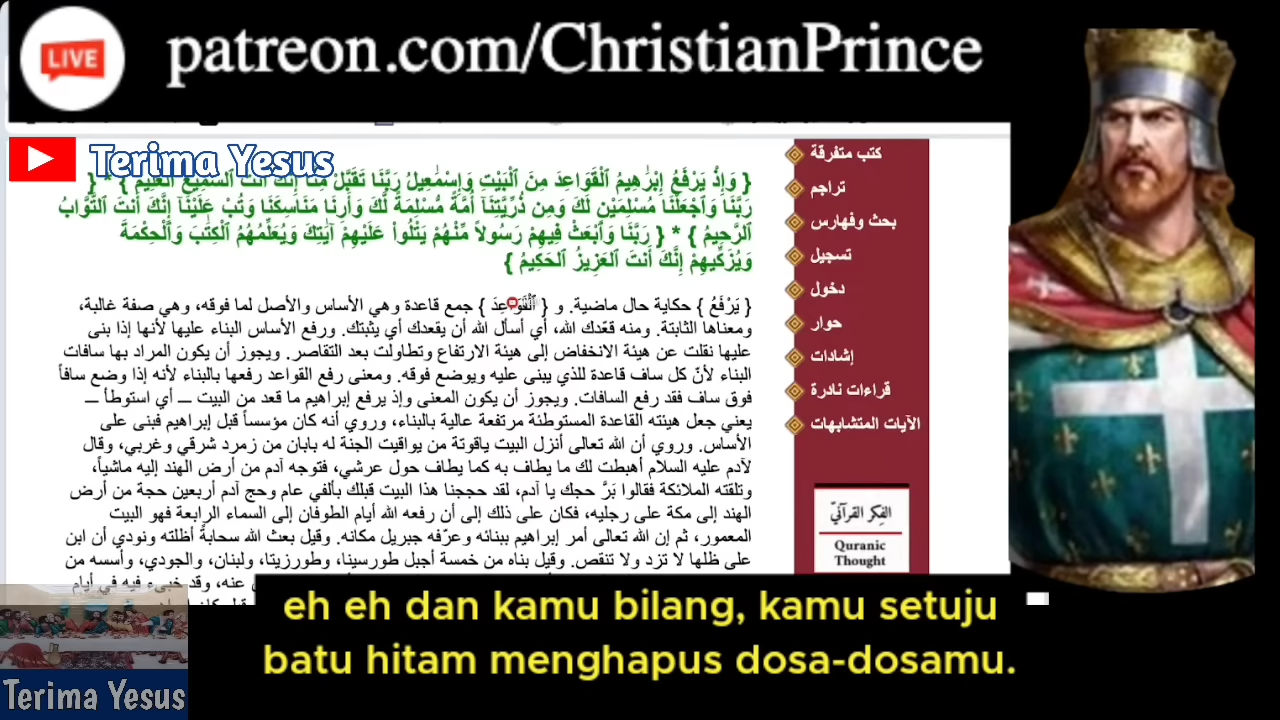 LIVE
patreon.com/ChristianPrince
Terima Yesus
{ وَإِذْ يَرْفَعُ إِبْرَٰهِيمُ ٱلْقَوَاعِدَ مِنَ ٱلْبَيْتِ وَإِسْمَٰعِيلُ رَبَّنَا تَقَبَّلْ مِنَّآ إِنَّكَ أَنتَ ٱلسَّمِيعُ ٱلْعَلِيمُ } * {
رَبَّنَا وَٱجْعَلْنَا مُسْلِمَيْنِ لَكَ وَمِن ذُرِّيَّتِنَآ أُمَّةً مُّسْلِمَةً لَّكَ وَأَرِنَا مَنَاسِكَنَا وَتُبْ عَلَيْنَآ إِنَّكَ أَنتَ ٱلتَّوَّابُ
ٱلرَّحِيمُ } * { رَبَّنَا وَٱبْعَثْ فِيهِمْ رَسُولاً مِّنْهُمْ يَتْلُواْ عَلَيْهِمْ آيَٰتِكَ وَيُعَلِّمُهُمُ ٱلْكِتَٰبَ وَٱلْحِكْمَةَ
وَيُزَكِّيهِمْ إِنَّكَ أَنتَ ٱلعَزِيزُ ٱلحَكِيمُ }
{ يَرْفَعُ } حكاية حال ماضية. و { ٱلْقَوَاعِدَ } جمع قاعدة وهي الأساس والأصل لما فوقه، وهي صفة غالبة،
ومعناها الثابتة. ومنه قعّدك الله، أي أسأل الله أن يقعدك أي يثبتك. ورفع الأساس البناء عليها لأنها إذا بنى
عليها نقلت عن هيئة الانخفاض إلى هيئة الارتفاع وتطاولت بعد التقاصر. ويجوز أن يكون المراد بها سافات
البناء لأنّ كل ساف قاعدة للذي يبنى عليه ويوضع فوقه. ومعنى رفع القواعد رفعها بالبناء لأنه إذا وضع سافاً
فوق ساف فقد رفع السافات. ويجوز أن يكون المعنى وإذ يرفع إبراهيم ما قعد من البيت ــ أي استوطأ ــ
يعني جعل هيئته القاعدة المستوطئة مرتفعة عالية بالبناء، وروي أنه كان مؤسساً قبل إبراهيم فبنى على
الأساس. وروي أن الله تعالى أنزل البيت ياقوتة من يواقيت الجنة له بابان من زمرد شرقي وغربي، وقال
لآدم عليه السلام أهبطت لك ما يطاف به كما يطاف حول عرشي، فتوجه آدم من أرض الهند إليه ماشياً،
وتلقته الملائكة فقالوا بَرَّ حجك يا آدم، لقد حججنا هذا البيت قبلك بألفي عام وحج آدم أربعين حجة من أرض
الهند إلى مكة على رجليه، فكان على ذلك إلى أن رفعه الله أيام الطوفان إلى السماء الرابعة فهو البيت
المعمور، ثم إن الله تعالى أمر إبراهيم ببنائه وعرّفه جبريل مكانه. وقيل بعث الله سحابةً أظلته ونودي أن ابن
على ظلها لا تزد ولا تنقص. وقيل بناه من خمسة أجبل طورسينا، وطورزيتا، ولبنان، والجودي، وأسسه من
عنه، وقد خبىء فيه في أيام
كتب متفرقة
تراجم
بحث وفهارس
تسجيل
دخول
حوار
إشادات
قراءات نادرة
الآيات المتشابهات
الفِكر القرآنيّ
Quranic
Thought
eh eh dan kamu bilang, kamu setuju
batu hitam menghapus dosa-dosamu.
Terima Yesus